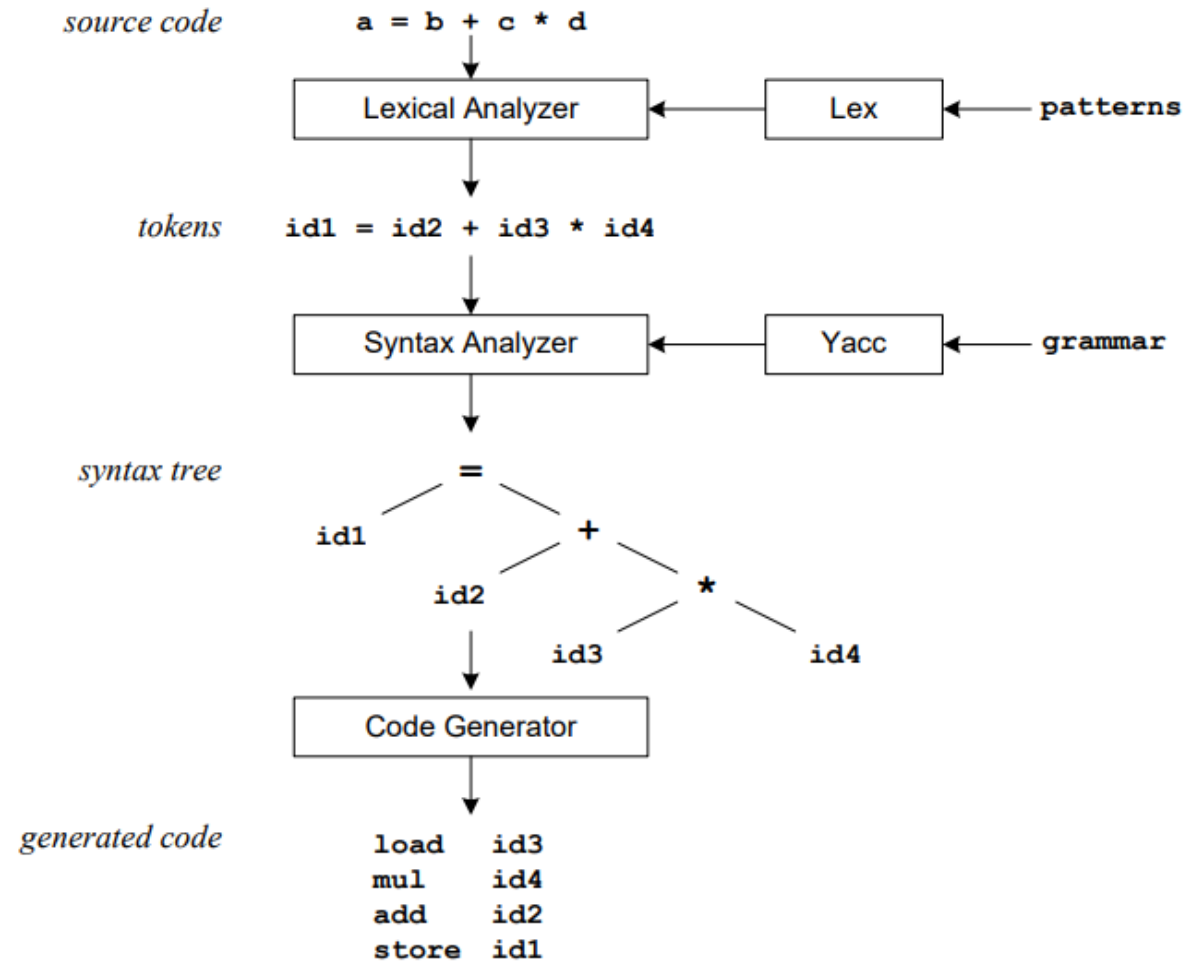 source code a = b + c * d
Lexical Analyzer Lex patterns
tokens id1 = id2 + id3 * id4
Syntax Analyzer Yacc grammar
syntax tree =
id1 +
id2 *
id3 id4
Code Generator
generated code load id3
mul id4
add id2
store id1